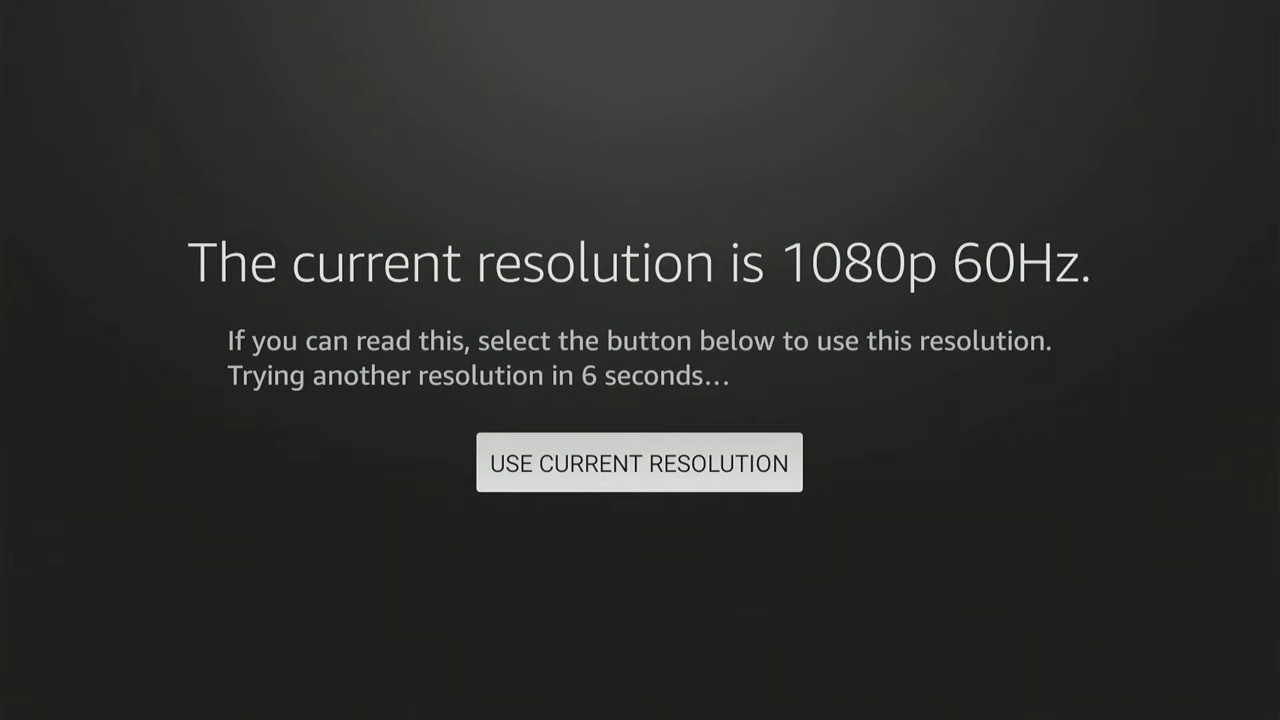 The current resolution is 1080p 60Hz.
If you can read this, select the button below to use this resolution.
Trying another resolution in 6 seconds...
USE CURRENT RESOLUTION